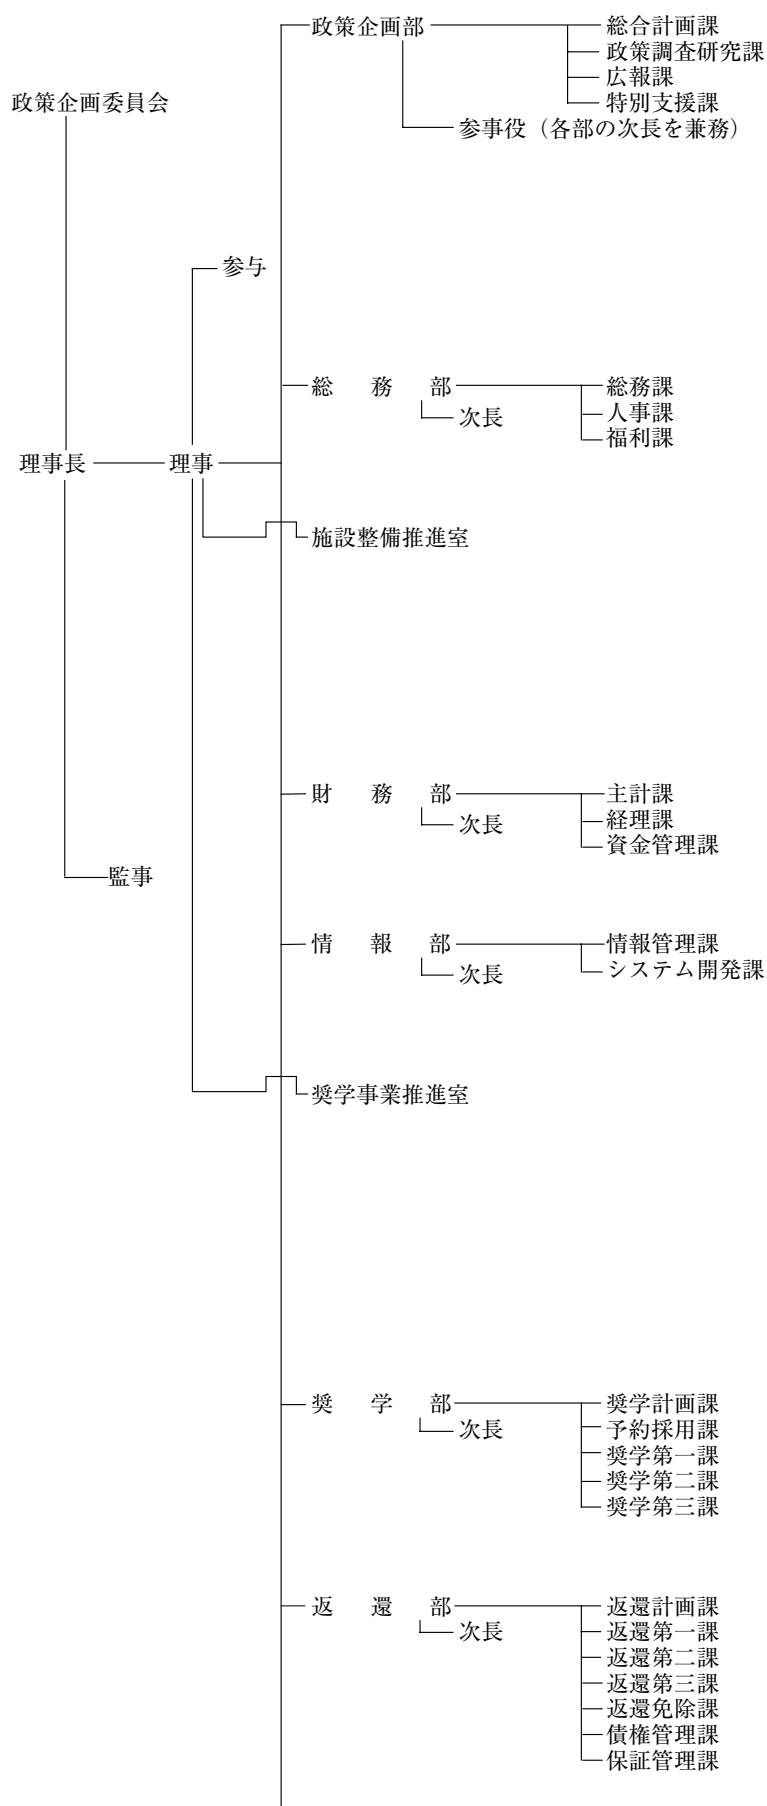 政策企画部 総合計画課
政策調査研究課
広報課
政策企画委員会 特別支援課
参事役（各部の次長を兼務）
参与
総務部 総務課
次長 人事課
福利課
理事長 理事
施設整備推進室
財務部 主計課
次長 経理課
資金管理課
監事
情報部 情報管理課
次長 システム開発課
奨学事業推進室
奨学部 奨学計画課
次長 予約採用課
奨学第一課
奨学第二課
奨学第三課
返還部 返還計画課
次長 返還第一課
返還第二課
返還第三課
返還免除課
債権管理課
保証管理課